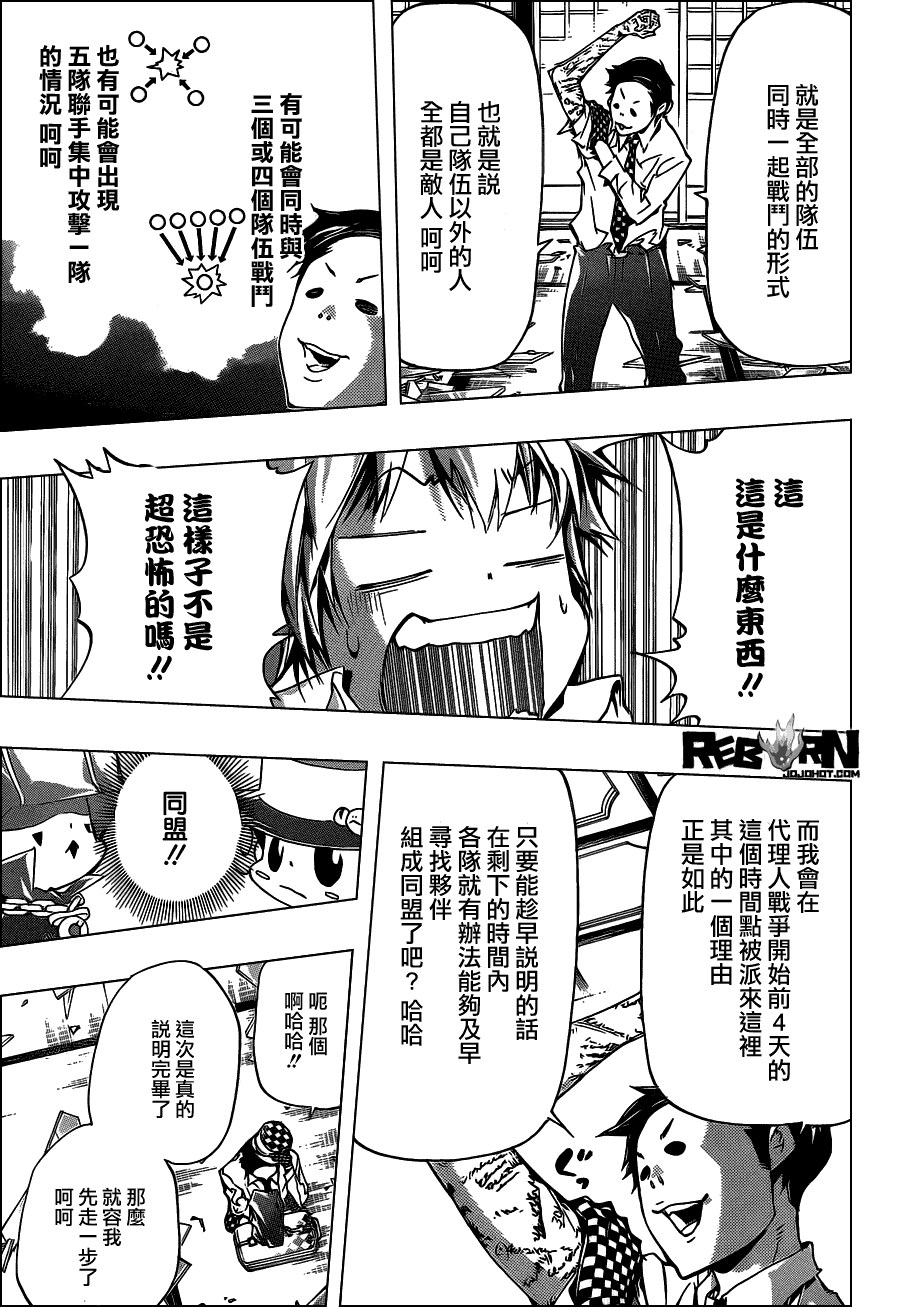 就是全部的隊伍
同時一起戰鬥的形式
也就是說
自己隊伍以外的人
全都是敵人 呵呵
有可能會同時與
三個或四個隊伍戰鬥
也有可能會出現
五隊聯手集中攻擊一隊
的情況 呵呵
這
這是什麼東西!!
這樣子不是
超恐怖的嗎!!
REBORN
JOJOHOT.COM
而我會在
代理人戰爭開始前4天的
這個時間點被派來這裡
其中的一個理由
正是如此
只要能趁早説明的話
在剩下的時間內
各隊就有辦法能夠及早
尋找夥伴
組成同盟了吧? 哈哈
同盟!!
呃 那個
啊哈哈!!
這次是真的
説明完畢了
那麼
就容我
先走一步了
呵呵